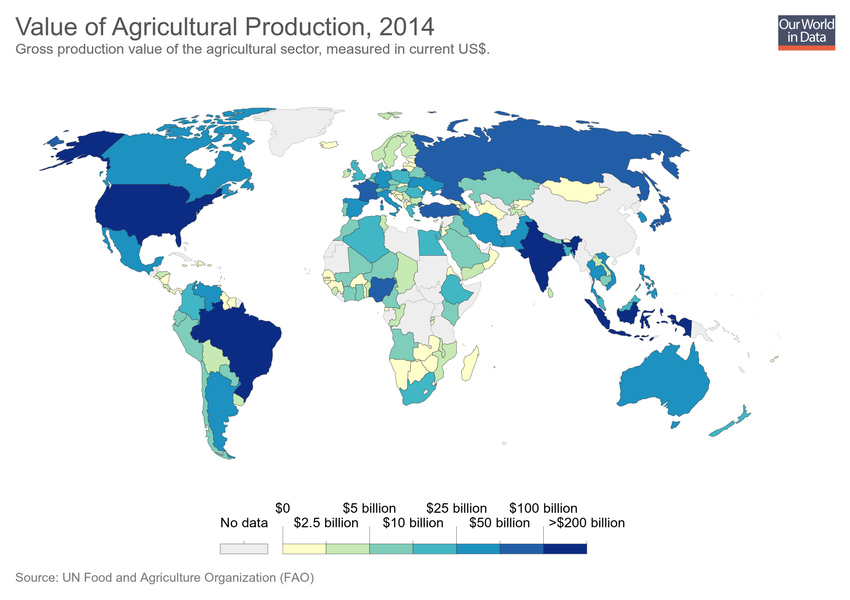 Value of Agricultural Production, 2014
Gross production value of the agricultural sector, measured in current US$.
Our World
in Data
$0 $5 billion $25 billion $100 billion
No data $2.5 billion $10 billion $50 billion >$200 billion
Source: UN Food and Agriculture Organization (FAO)